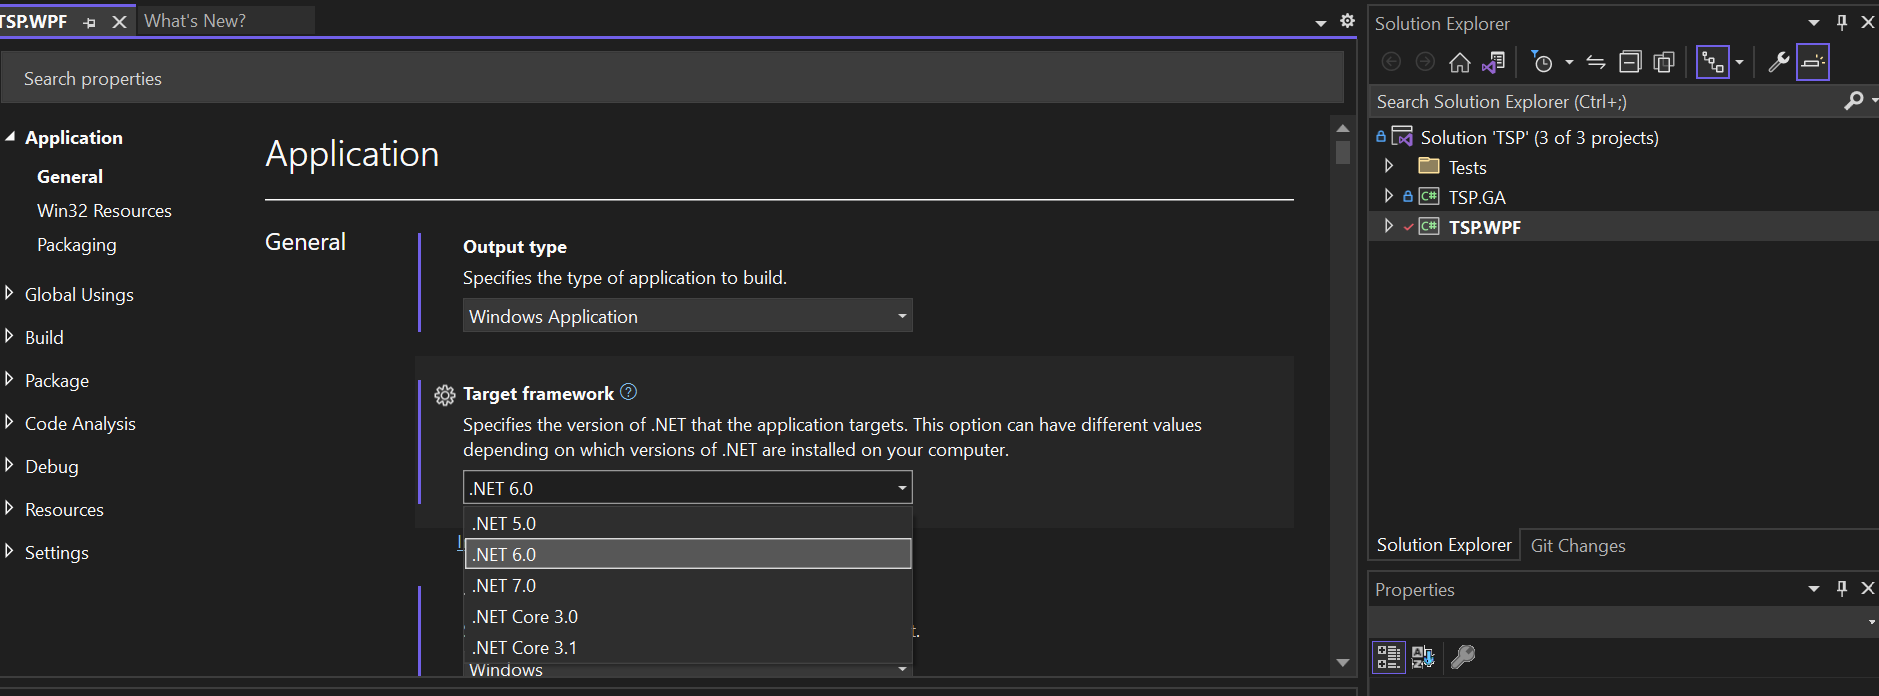 TSP.WPF
What's New?
Search properties
Application
General
Win32 Resources
Packaging
Global Usings
Build
Package
Code Analysis
Debug
Resources
Settings
Application
General
Output type
Specifies the type of application to build.
Windows Application
Target framework
Specifies the version of .NET that the application targets. This option can have different values
depending on which versions of .NET are installed on your computer.
.NET 6.0
.NET 5.0
.NET 6.0
.NET 7.0
.NET Core 3.0
.NET Core 3.1
Windows
Solution Explorer
Search Solution Explorer (Ctrl+;)
Solution 'TSP' (3 of 3 projects)
Tests
C# TSP.GA
C# TSP.WPF
Solution Explorer
Git Changes
Properties